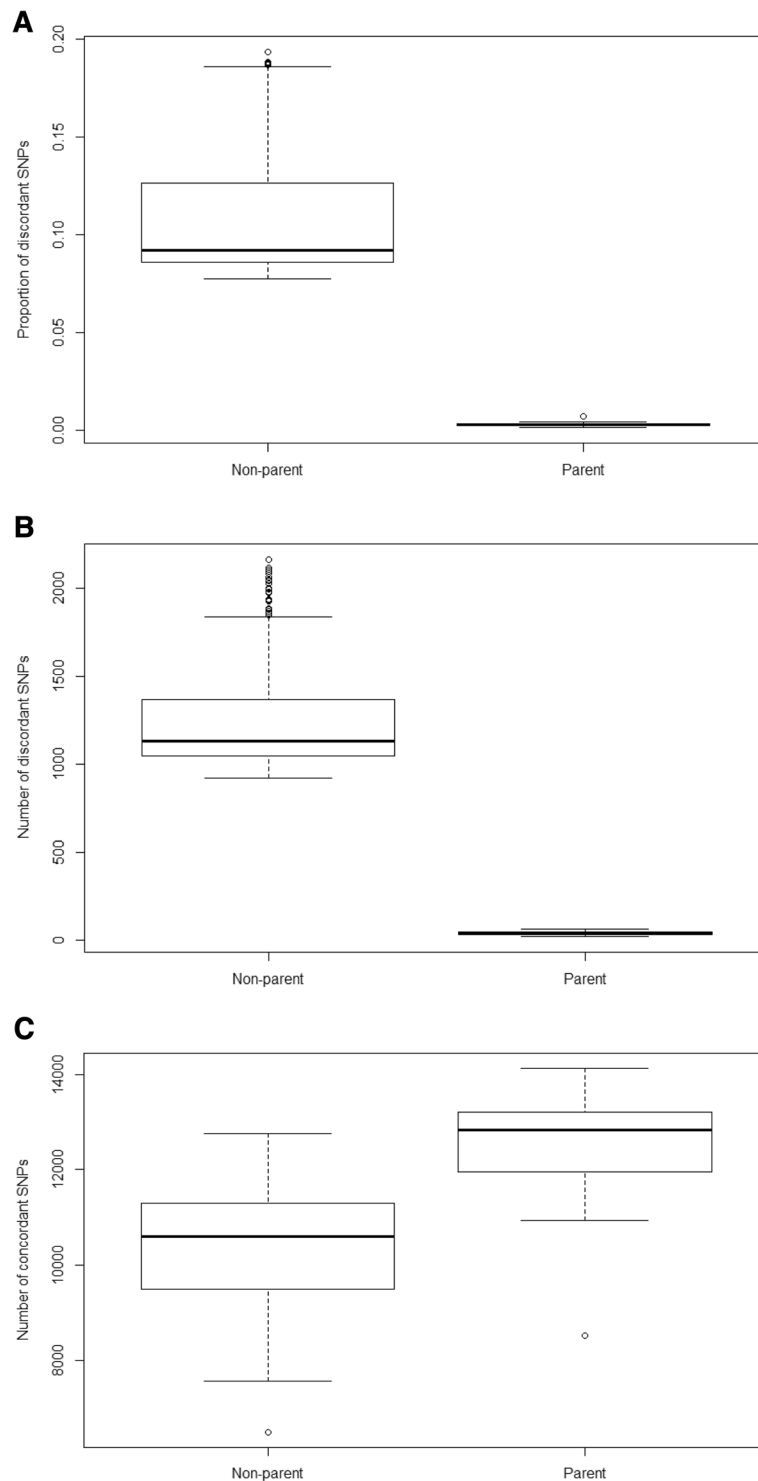 A
Proportion of discordant SNPs
0.20
0.15
0.10
0.05
0.00
Non-parent Parent
B
Number of discordant SNPs
2000
1500
1000
500
0
Non-parent Parent
C
Number of concordant SNPs
14000
12000
10000
8000
Non-parent Parent